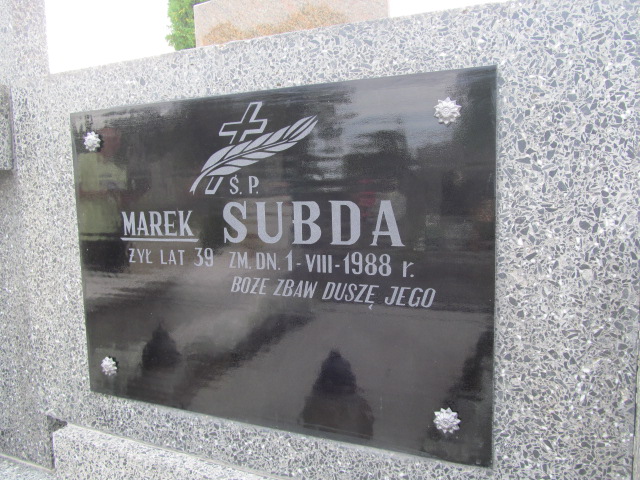 Ś.P.
MAREK SUBDA
ŻYŁ LAT 39 ZM. DN. 1-VIII-1988 r.
BOŻE ZBAW DUSZĘ JEGO